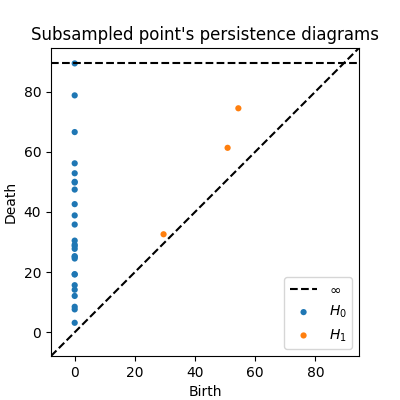 Subsampled point's persistence diagrams
Death
80
60
40
20
0
0 20 40 60 80
Birth
∞
H₀
H₁